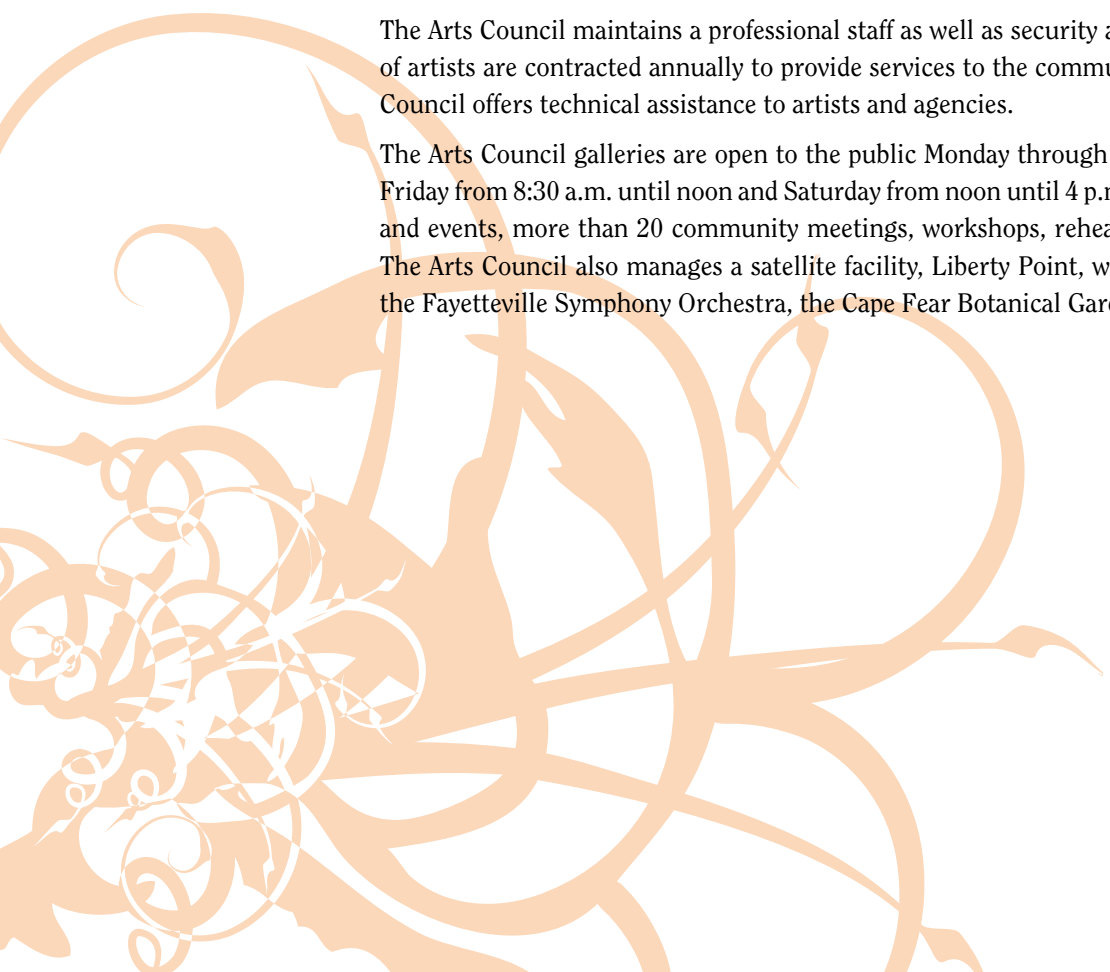 The Arts Council maintains a professional staff as well as security
of artists are contracted annually to provide services to the
Council offers technical assistance to artists and agencies.
The Arts Council galleries are open to the public Monday through
Friday from 8:30 a.m. until noon and Saturday from noon until 4
and events, more than 20 community meetings, workshops,
The Arts Council also manages a satellite facility, Liberty Point,
the Fayetteville Symphony Orchestra, the Cape Fear Botanical